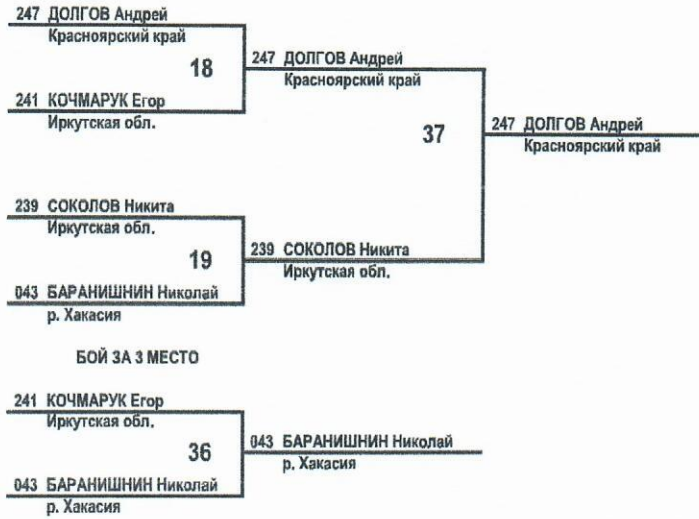 247 ДОЛГОВ Андрей
Красноярский край
18
241 КОЧМАРУК Егор
Иркутская обл.
247 ДОЛГОВ Андрей
Красноярский край
37
247 ДОЛГОВ Андрей
Красноярский край
239 СОКОЛОВ Никита
Иркутская обл.
19
043 БАРАНИШНИН Николай
р. Хакасия
239 СОКОЛОВ Никита
Иркутская обл.
БОЙ ЗА 3 МЕСТО
241 КОЧМАРУК Егор
Иркутская обл.
36
043 БАРАНИШНИН Николай
р. Хакасия
043 БАРАНИШНИН Николай
р. Хакасия